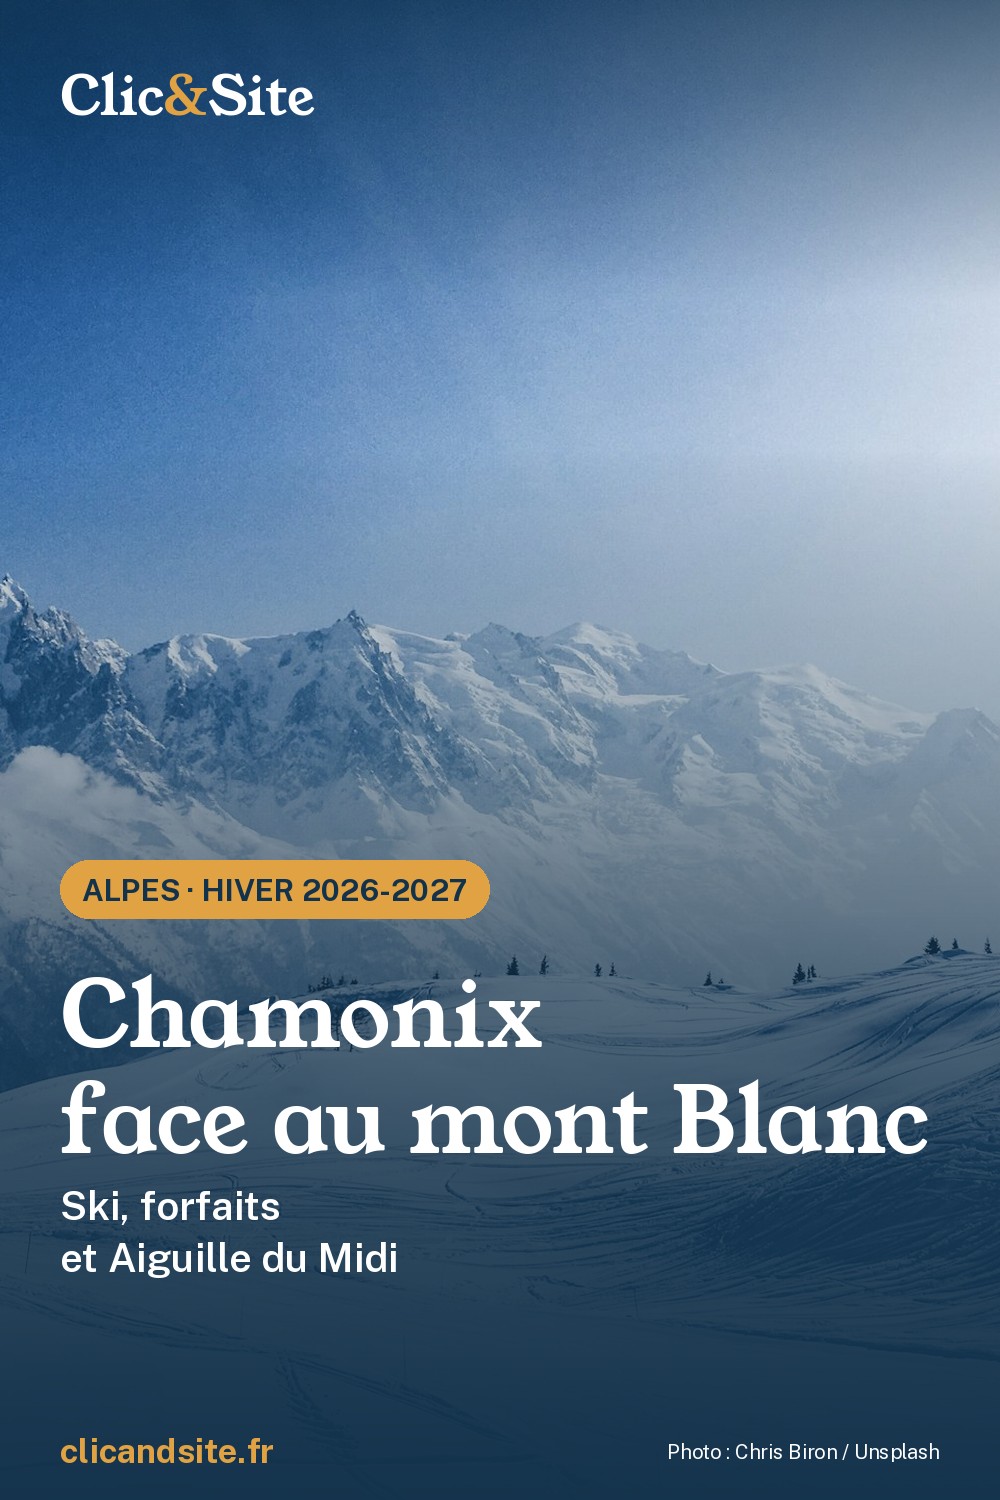 Clic&Site
ALPES · HIVER 2026-2027
Chamonix
face au mont Blanc
Ski, forfaits
et Aiguille du Midi
clicandsite.fr
Photo : Chris Biron / Unsplash